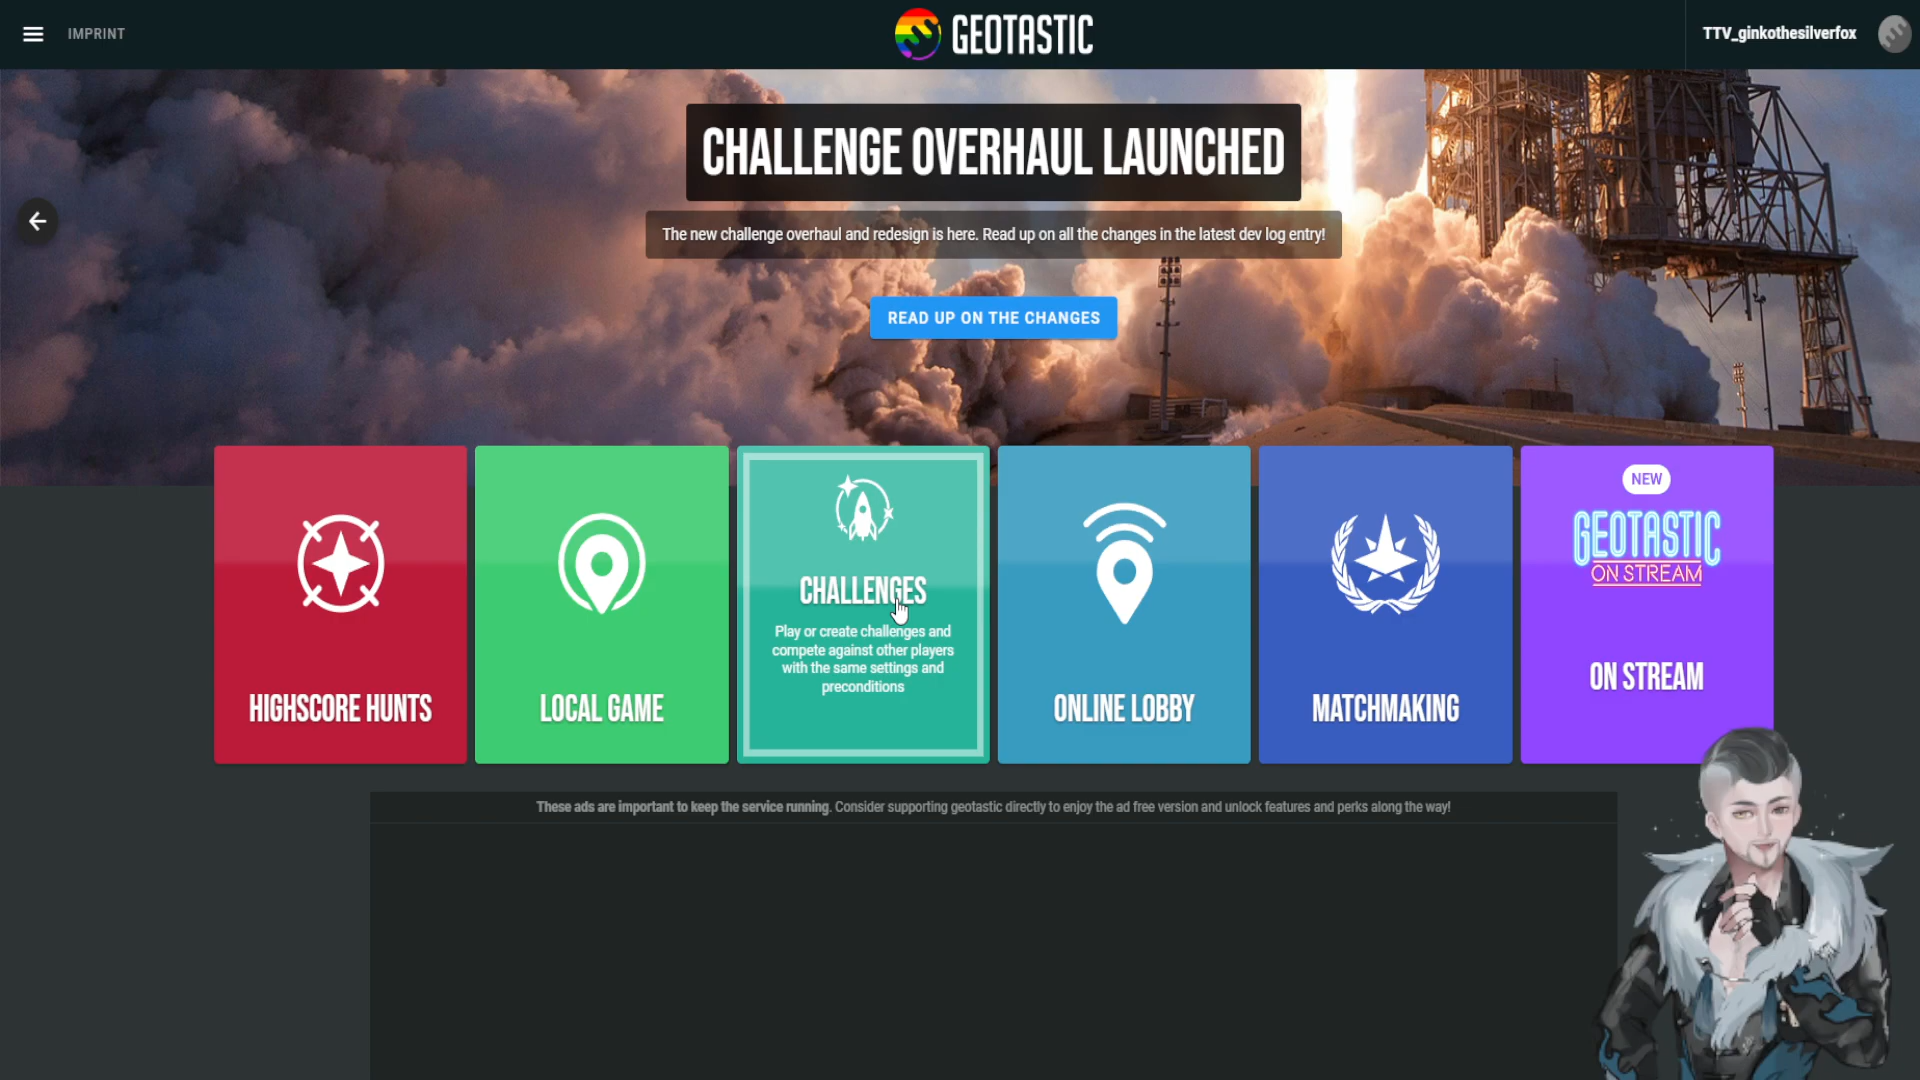 IMPRINT
GEOTASTIC
TTV_ginkothesilverfox
CHALLENGE OVERHAUL LAUNCHED
The new challenge overhaul and redesign is here. Read up on all the changes in the latest dev log entry!
READ UP ON THE CHANGES
HIGHSCORE HUNTS
LOCAL GAME
CHALLENGES
Play or create challenges and
compete against other players
with the same settings and
preconditions
ONLINE LOBBY
MATCHMAKING
NEW
GEOTASTIC
ON STREAM
ON STREAM
These ads are important to keep the service running. Consider supporting geotastic directly to enjoy the ad free version and unlock features and perks along the way!